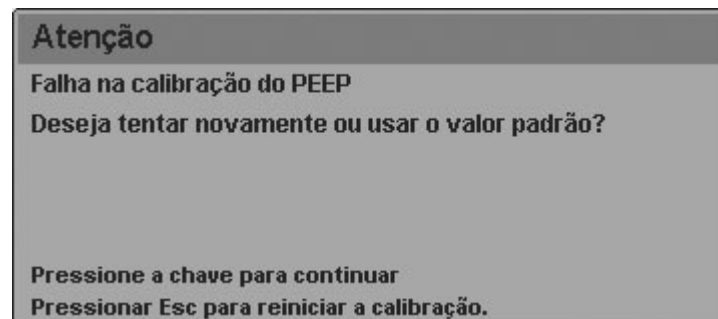 Atenção
Falha na calibração do PEEP
Deseja tentar novamente ou usar o valor padrão?
Pressione a chave para continuar
Pressionar Esc para reiniciar a calibração.